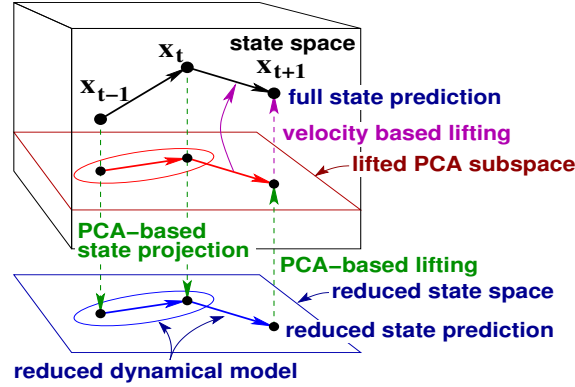 state space
x_t
x_{t+1}
x_{t−1}
full state prediction
velocity based lifting
lifted PCA subspace
PCA−based
state projection
PCA−based lifting
reduced state space
reduced state prediction
reduced dynamical model